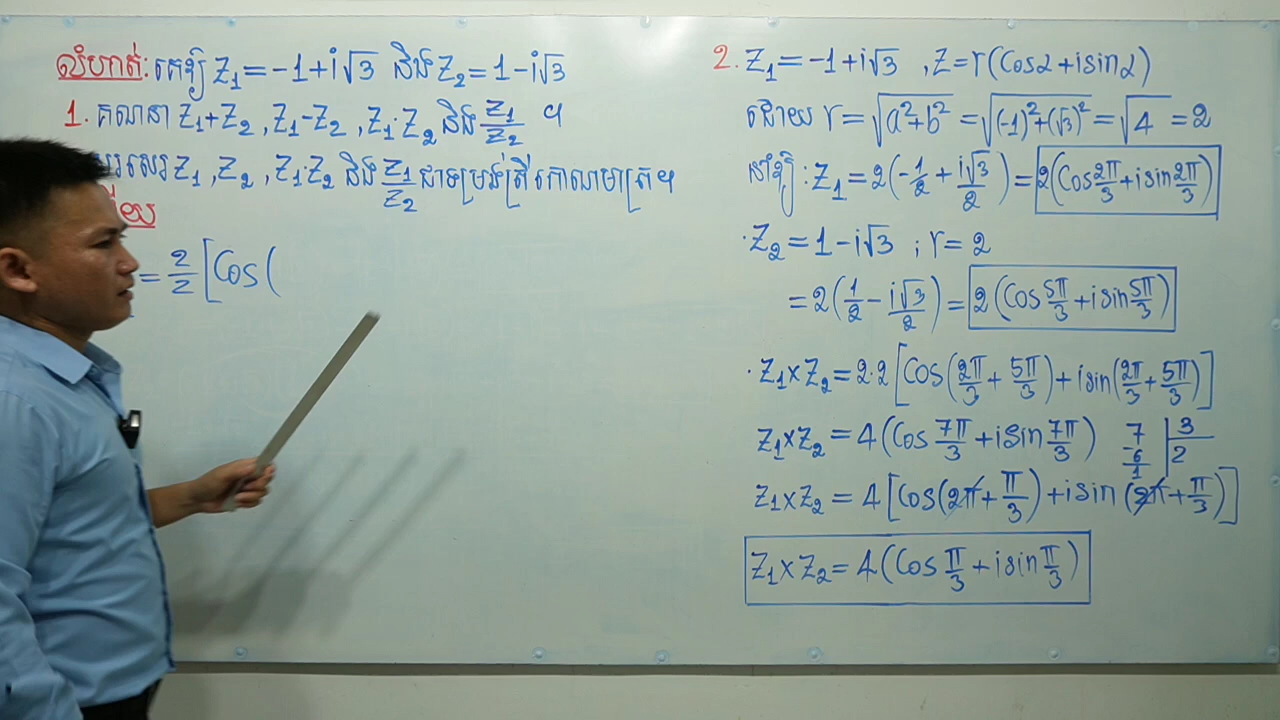 លំហាត់: គេឱ្យ Z₁ = -1+i√3 និង Z₂ = 1-i√3
1. គណនា Z₁+Z₂ , Z₁-Z₂ , Z₁·Z₂ និង Z₁/Z₂ ។
សរសេរ Z₁ , Z₂ , Z₁·Z₂ និង Z₁/Z₂ ជាទម្រង់ត្រីកោណមាត្រ ។
= 2/2 [Cos(
2. Z₁ = -1+i√3 , Z = r(Cosα+isinα)
ដោយ r = √(a²+b²) = √((-1)²+(√3)²) = √4 = 2
នាំឱ្យ : Z₁ = 2(-1/2 + i√3/2) = 2(Cos 2π/3 + isin 2π/3)
· Z₂ = 1-i√3 ; r = 2
= 2(1/2 - i√3/2) = 2(Cos 5π/3 + isin 5π/3)
· Z₁×Z₂ = 2·2 [Cos(2π/3 + 5π/3) + isin(2π/3 + 5π/3)]
Z₁×Z₂ = 4(Cos 7π/3 + isin 7π/3) 7 3 -6 2 1
Z₁×Z₂ = 4[Cos(2π + π/3) + isin(2π + π/3)]
Z₁×Z₂ = 4(Cos π/3 + isin π/3)